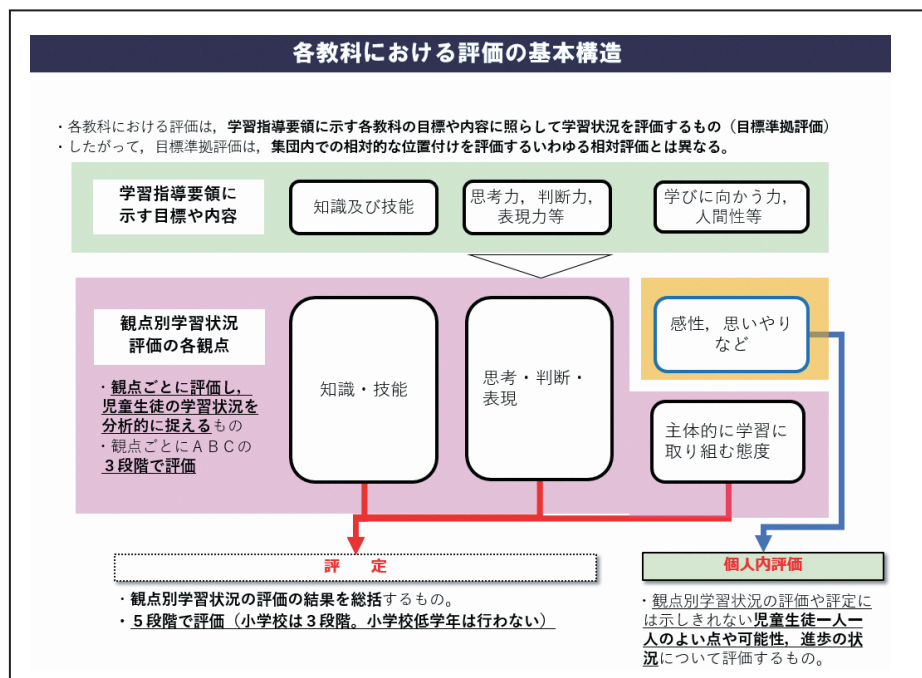 各教科における評価の基本構造
・各教科における評価は，学習指導要領に示す各教科の目標や内容に照らして学習状況を評価するもの（目標準拠評価）
・したがって，目標準拠評価は，集団内での相対的な位置付けを評価するいわゆる相対評価とは異なる。
学習指導要領に
示す目標や内容
知識及び技能
思考力，判断力，
表現力等
学びに向かう力，
人間性等
観点別学習状況
評価の各観点
・観点ごとに評価し，
児童生徒の学習状況を
分析的に捉えるもの
・観点ごとにＡＢＣの
３段階で評価
知識・技能
思考・判断・
表現
感性，思いやり
など
主体的に学習に
取り組む態度
評　定
・観点別学習状況の評価の結果を総括するもの。
・５段階で評価（小学校は３段階。小学校低学年は行わない）
個人内評価
・観点別学習状況の評価や評定に
は示しきれない児童生徒一人一
人のよい点や可能性，進歩の状
況について評価するもの。